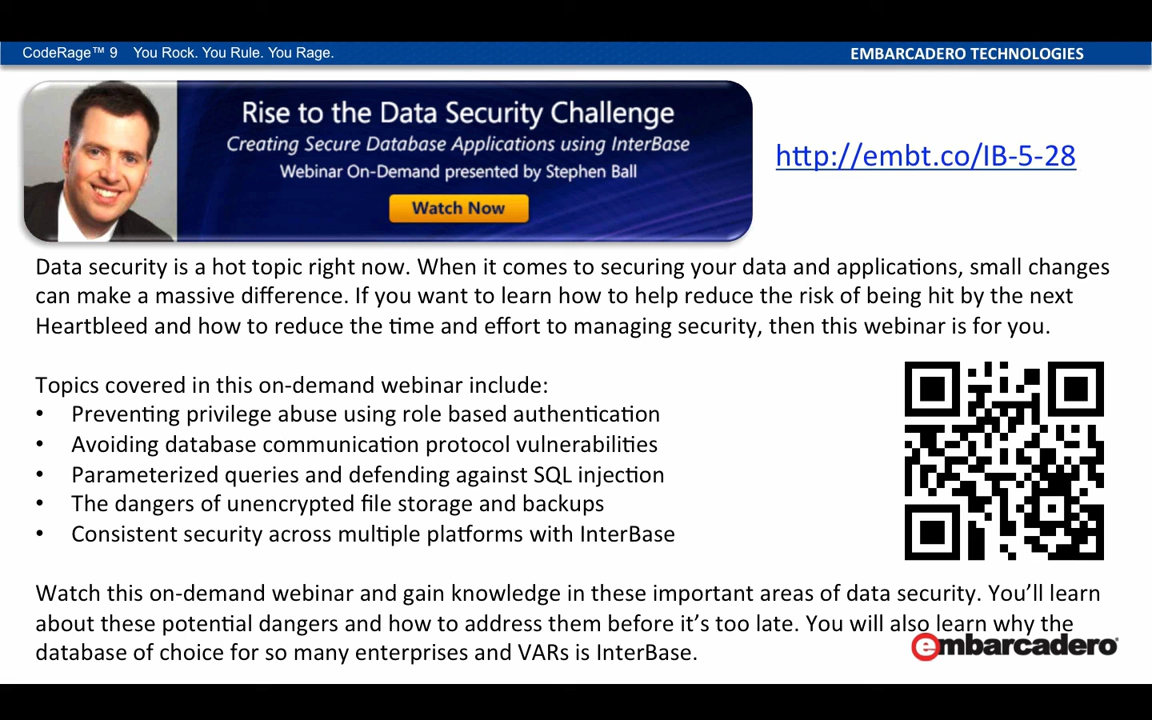 CodeRage™ 9 You Rock. You Rule. You Rage.
EMBARCADERO TECHNOLOGIES
Rise to the Data Security Challenge
Creating Secure Database Applications using InterBase
Webinar On-Demand presented by Stephen Ball
Watch Now
http://embt.co/IB-5-28
Data security is a hot topic right now. When it comes to securing your data and applications, small changes
can make a massive difference. If you want to learn how to help reduce the risk of being hit by the next
Heartbleed and how to reduce the time and effort to managing security, then this webinar is for you.
Topics covered in this on-demand webinar include:
• Preventing privilege abuse using role based authentication
• Avoiding database communication protocol vulnerabilities
• Parameterized queries and defending against SQL injection
• The dangers of unencrypted file storage and backups
• Consistent security across multiple platforms with InterBase
Watch this on-demand webinar and gain knowledge in these important areas of data security. You’ll learn
about these potential dangers and how to address them before it’s too late. You will also learn why the
database of choice for so many enterprises and VARs is InterBase.
embarcadero®